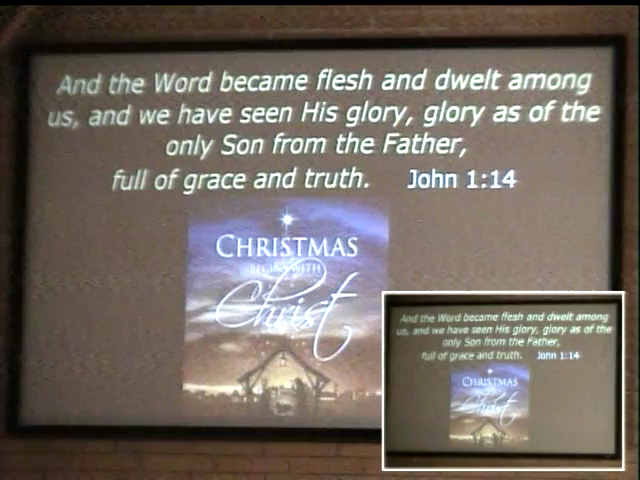 And the Word became flesh and dwelt among
us, and we have seen His glory, glory as of the
only Son from the Father,
full of grace and truth. John 1:14
CHRISTMAS
BEGINS WITH
Christ
And the Word became flesh and dwelt among
us, and we have seen His glory, glory as of the
only Son from the Father,
full of grace and truth. John 1:14
CHRISTMAS
Christ